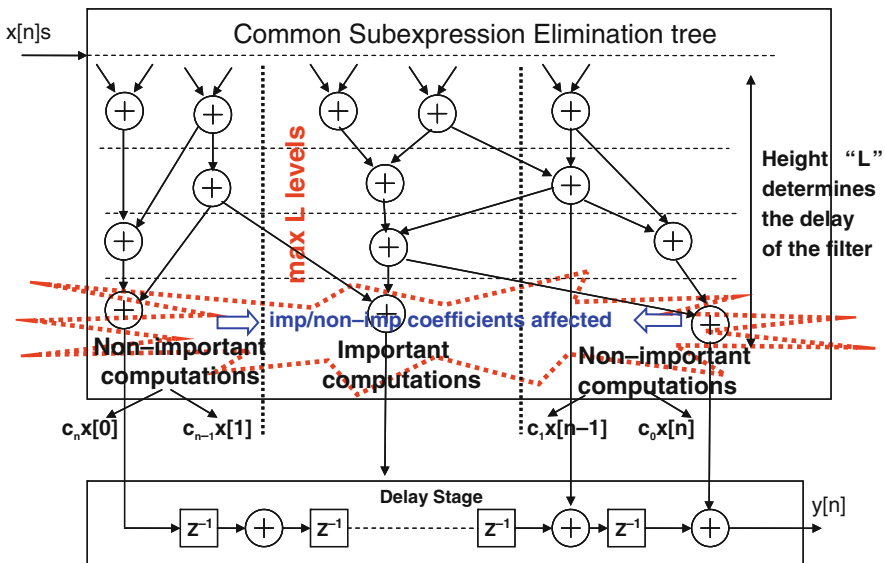 x[n]s
Common Subexpression Elimination tree
max L levels
Height “L”
determines
the delay
of the filter
imp/non–imp coefficients affected
Non–important
computations
Important
computations
Non–important
computations
cₙx[0]
cₙ₋₁x[1]
c₁x[n–1]
c₀x[n]
Delay Stage
y[n]
Z⁻¹
Z⁻¹
Z⁻¹
Z⁻¹